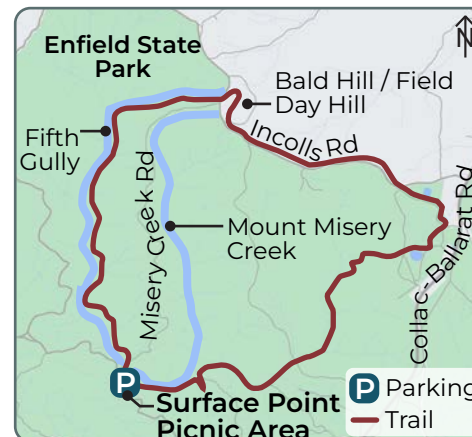 Enfield State
Park
N
Bald Hill / Field
Day Hill
Fifth
Gully
Incolls Rd
Misery Creek Rd
Mount Misery
Creek
Collac-Ballarat Rd
P
Surface Point
Picnic Area
P Parking
Trail